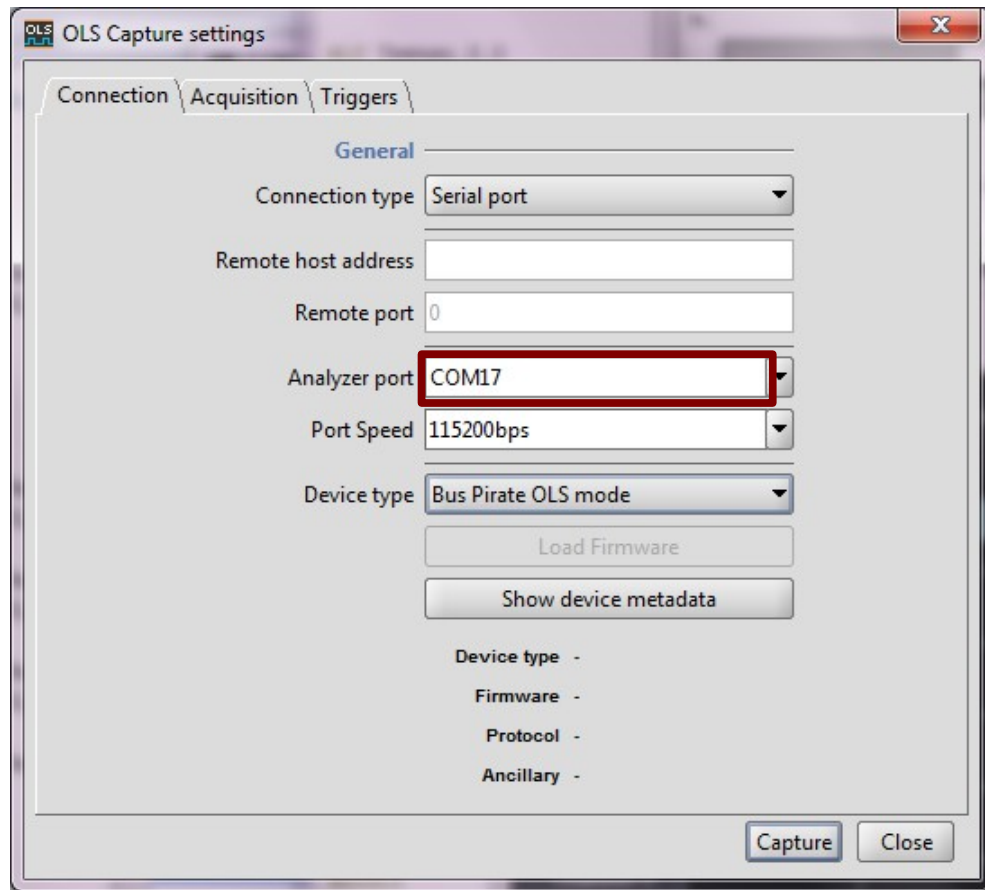 OLS OLS Capture settings X
Connection Acquisition Triggers
General
Connection type Serial port
Remote host address
Remote port 0
Analyzer port COM17
Port Speed 115200bps
Device type Bus Pirate OLS mode
Load Firmware
Show device metadata
Device type -
Firmware -
Protocol -
Ancillary -
Capture Close